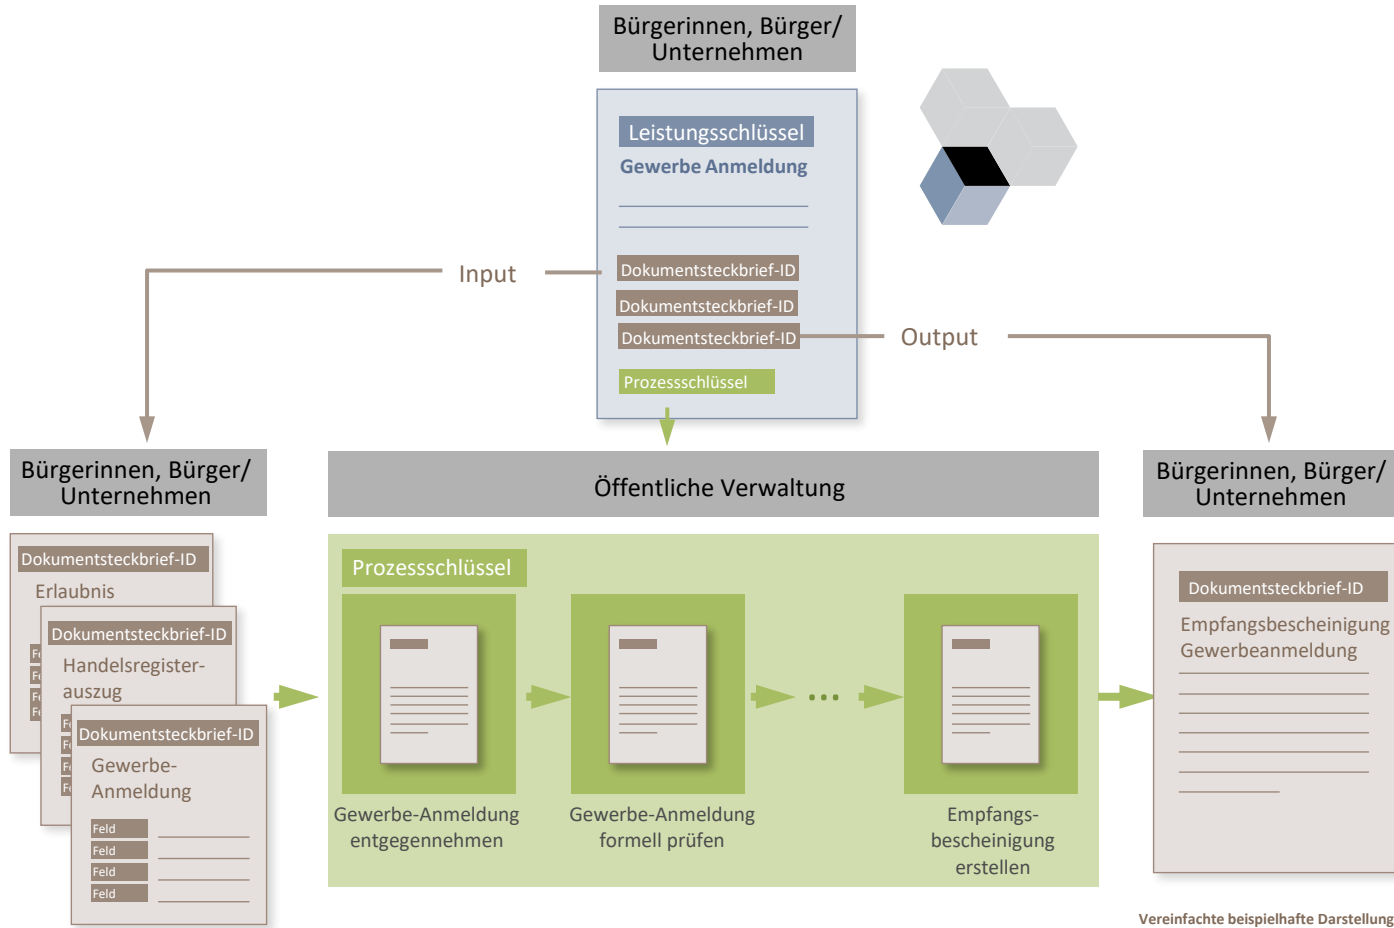 Bürgerinnen, Bürger/
Unternehmen
Leistungsschlüssel
Gewerbe Anmeldung
Dokumentsteckbrief-ID
Dokumentsteckbrief-ID
Dokumentsteckbrief-ID
Prozessschlüssel
Input
Output
Bürgerinnen, Bürger/
Unternehmen
Öffentliche Verwaltung
Bürgerinnen, Bürger/
Unternehmen
Dokumentsteckbrief-ID
Erlaubnis
Dokumentsteckbrief-ID
Handelsregister-
auszug
Dokumentsteckbrief-ID
Gewerbe-
Anmeldung
Feld
Feld
Feld
Feld
Prozessschlüssel
Gewerbe-Anmeldung
entgegennehmen
Gewerbe-Anmeldung
formell prüfen
...
Empfangs-
bescheinigung
erstellen
Dokumentsteckbrief-ID
Empfangsbescheinigung
Gewerbeanmeldung
Vereinfachte beispielhafte Darstellung